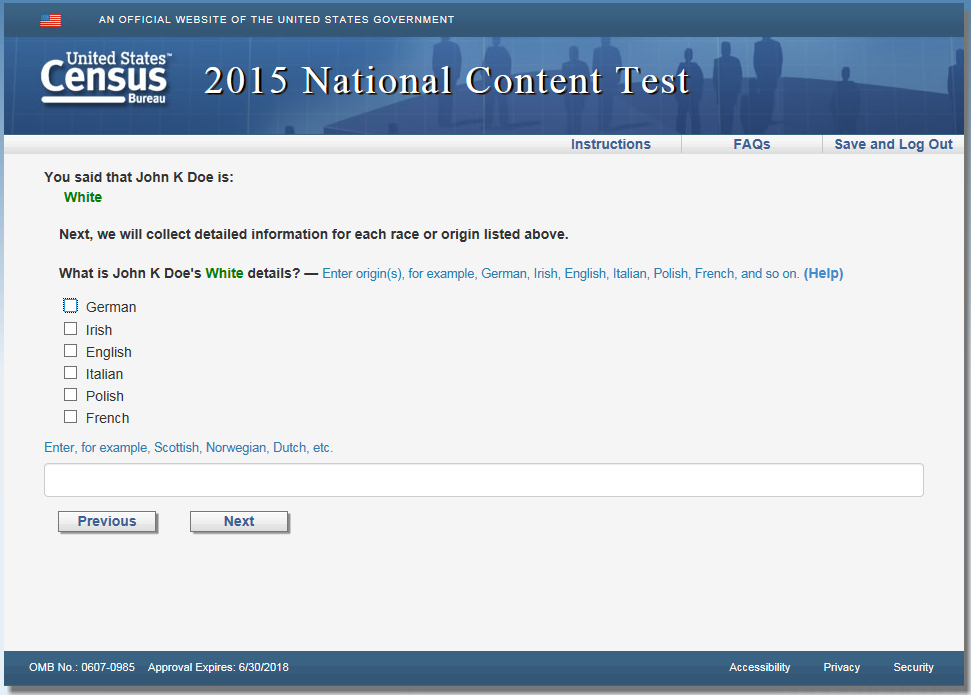 AN OFFICIAL WEBSITE OF THE UNITED STATES GOVERNMENT
United States™
Census
Bureau
2015 National Content Test
Instructions FAQs Save and Log Out
You said that John K Doe is:
White
Next, we will collect detailed information for each race or origin listed above.
What is John K Doe's White details? — Enter origin(s), for example, German, Irish, English, Italian, Polish, French, and so on. (Help)
German
Irish
English
Italian
Polish
French
Enter, for example, Scottish, Norwegian, Dutch, etc.
Previous Next
OMB No.: 0607-0985 Approval Expires: 6/30/2018 Accessibility Privacy Security